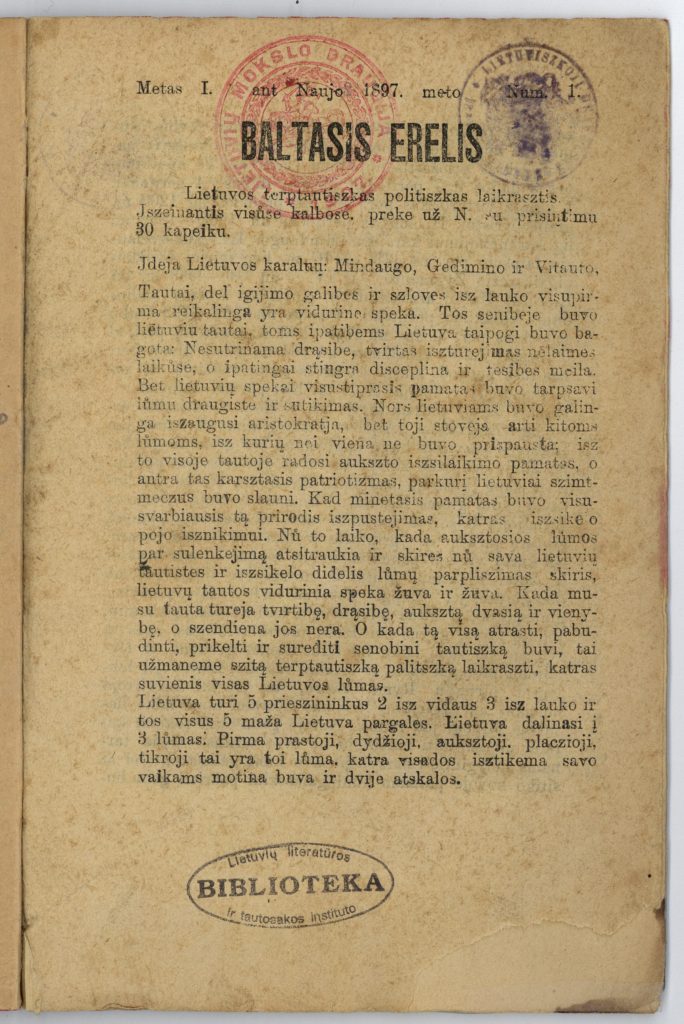 Metas I. ant Naujo 1897. meto Num. 1.
LIETUVIŲ MOKSLO DRAUGIJA
LIETUVISZKOJI
BALTASIS ERELIS
Lietuvos terptautiszkas politiszkas laikrasztis.
Jszeinantis visůse kalbose. preke už N. su prisiųtimu
30 kapeiku.
Jdeja Lietuvos karaluų: Mindaugo, Gedimino ir Vitauto,
Tautai, del igijimo galibes ir szloves isz lauko visupir-
ma reikalinga yra vidurine speka. Tos senibeje buvo
lietuviu tautai, toms ipatibems Lietuva taipogi buvo ba-
gota: Nesutrinama drąsibe, tvirtas iszturejimas nelaimes
laikůse, o ipatingai stingra disceplina ir tesibes meila.
Bet lietuvių spekai visustiprasis pamatas buvo tarpsavi
lůmu draugiste ir sutikimas. Nors lietuviams buvo galin-
ga iszaugusi aristokratja, bet toji stoveja arti kitoms
lůmoms, isz kurių nei viena ne buvo prispausta; isz
to visoje tautoje radosi aukszto iszsilaikimo pamatas, o
antra tas karsztasis patriotizmas, parkurį lietuviai szimt-
meczus buvo slauni. Kad minetasis pamatas buvo visu-
svarbiausis tą prirodis iszpustejimas, katras iszsike o
pojo isznikimui. Nů to laiko, kada auksztosios lůmos
par sulenkejimą atsitraukia ir skires nů sava lietuvių
tautistes ir iszsikelo didelis lůmų parpliszimas skiris,
lietuvų tautos vidurinia speka žuva ir žuva. Kada mu-
su tauta tureja tvirtibę, drąsibę, auksztą dvasią ir vieny-
bę, o szendiena jos nera. O kada tą visą atrasti, pabu-
dinti, prikelti ir surediti senobini tautiszką buvi, tai
užmaneme szitą terptautiszką palitszką laikraszti, katras
suvienis visas Lietuvos lůmas.
Lietuva turi 5 prieszininkus 2 isz vidaus 3 isz lauko ir
tos visus 5 maža Lietuva pargales. Lietuva dalinasi į
3 lůmas: Pirma prastoji, dydžioji, auksztoji. placzioji,
tikroji tai yra toi lůma, katra visados isztikema savo
vaikams motina buva ir dvije atskalos.
Lietuvių literatūros
BIBLIOTEKA
ir tautosakos instituto